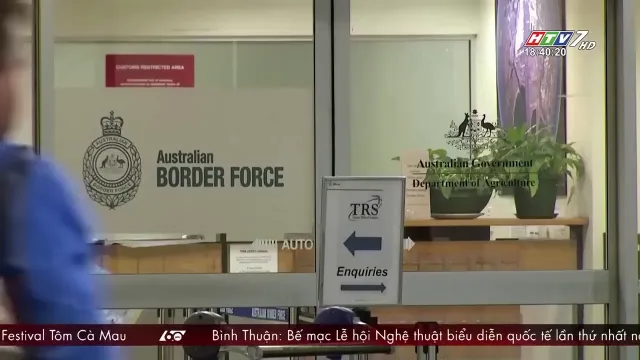 HTV7 HD
18:40:20
CUSTOMS RESTRICTED AREA
Australian
BORDER FORCE
Australian Government
Department of Agriculture
TRS
Enquiries
AUTO
Festival Tôm Cà Mau
60
Bình Thuận: Bế mạc Lễ hội Nghệ thuật biểu diễn quốc tế lần thứ nhất